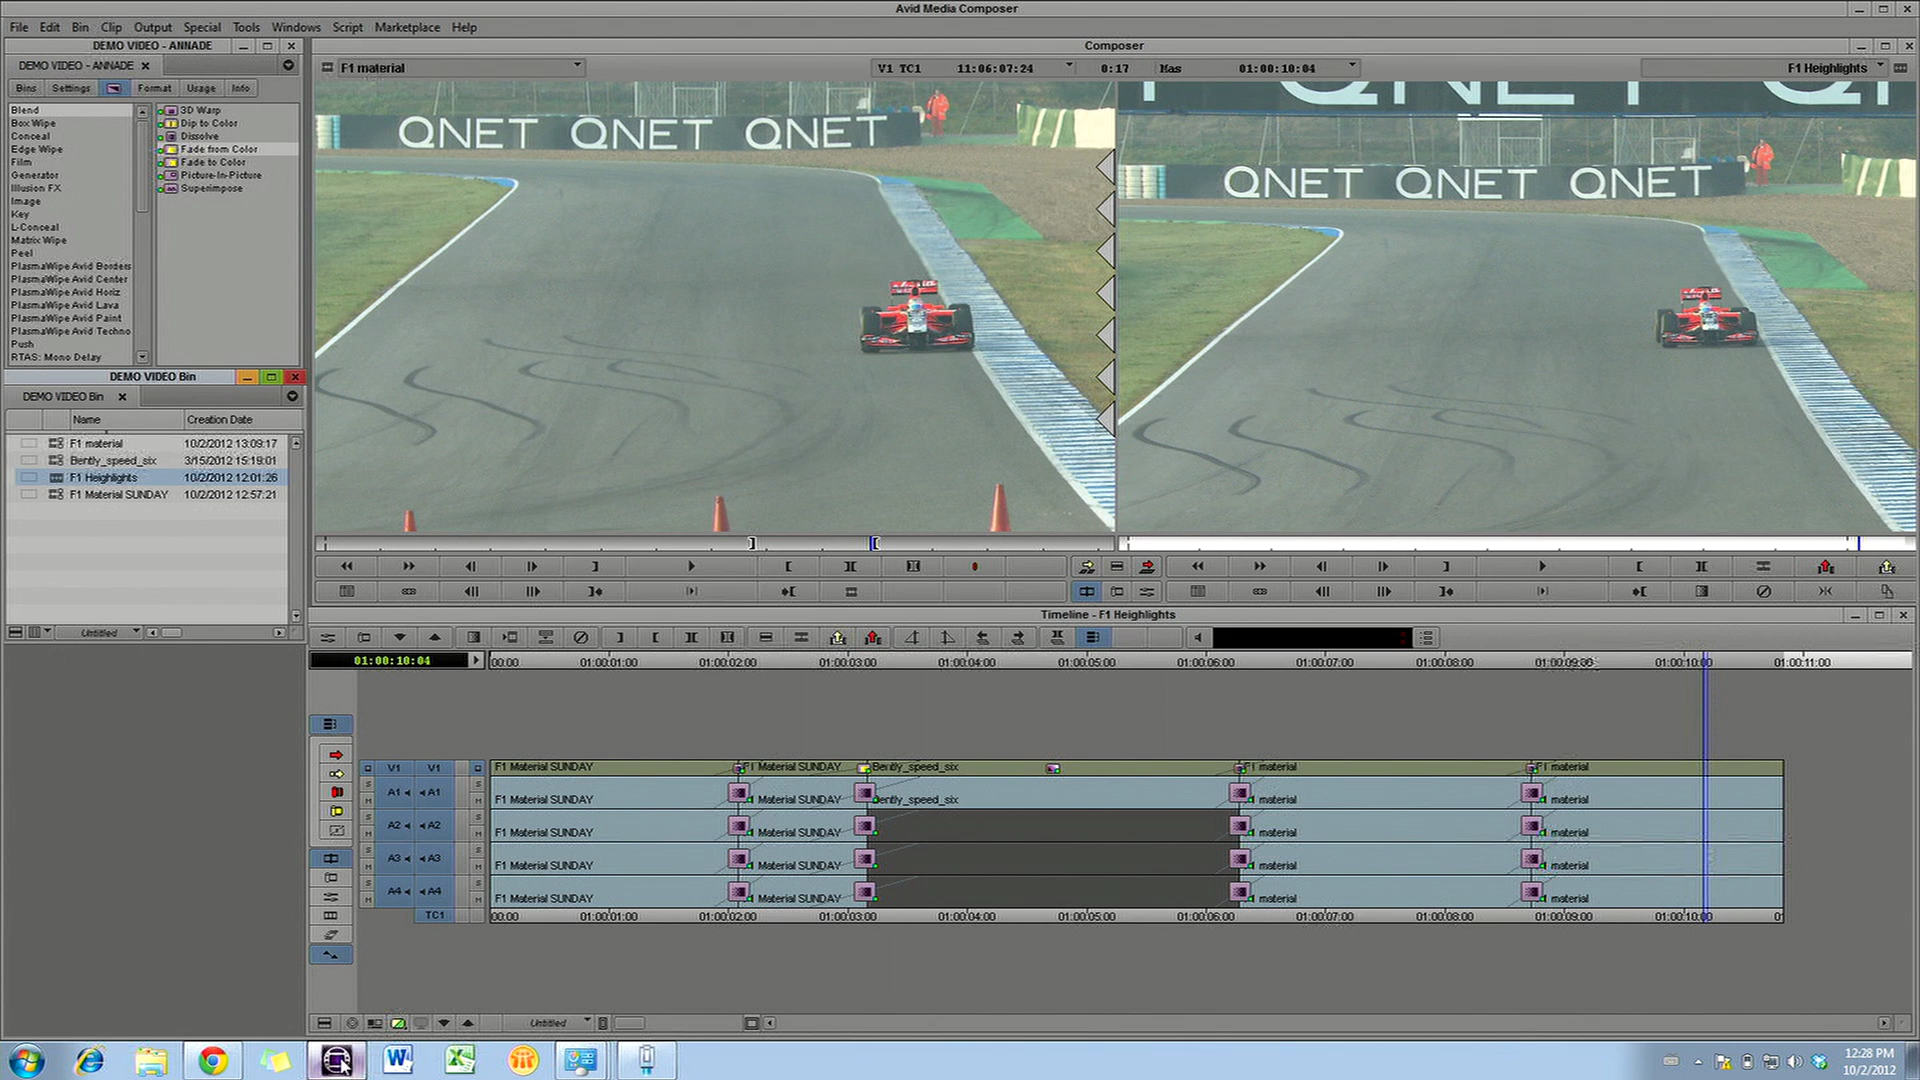 Avid Media Composer
File Edit Bin Clip Output Special Tools Windows Script Marketplace Help
DEMO VIDEO - ANNADE
DEMO VIDEO - ANNADE
Bins Settings Format Usage Info
Blend
Box Wipe
Conceal
Edge Wipe
Film
Generator
Illusion FX
Image
Key
L-Conceal
Matrix Wipe
Peel
PlasmaWipe Avid Borders
PlasmaWipe Avid Center
PlasmaWipe Avid Horiz
PlasmaWipe Avid Lava
PlasmaWipe Avid Paint
PlasmaWipe Avid Techno
Push
RTAS: Mono Delay
3D Warp
Dip to Color
Dissolve
Fade from Color
Fade to Color
Picture-In-Picture
Superimpose
DEMO VIDEO Bin
DEMO VIDEO Bin
Name Creation Date
F1 material 10/2/2012 13:09:17
Bently_speed_six 3/15/2012 15:19:01
F1 Heighlights 10/2/2012 12:01:26
F1 Material SUNDAY 10/2/2012 12:57:21
Untitled
Composer
F1 material V1 TC1 11:06:07:24 0:17 Mas 01:00:10:04 F1 Heighlights
QNET QNET QNET
QNET
QNET QNET QNET
Timeline - F1 Heighlights
01:00:10:04 00:00 01:00:01:00 01:00:02:00 01:00:03:00 01:00:04:00 01:00:05:00 01:00:06:00 01:00:07:00 01:00:08:00 01:00:09:00 01:00:10:00 01:00:11:00
V1 V1 F1 Material SUNDAY F1 Material SUNDAY Bently_speed_six F1 material F1 material
S
M
A1 A1 F1 Material SUNDAY Material SUNDAY Bently_speed_six material material
S
M
A2 A2 F1 Material SUNDAY Material SUNDAY material material
S
M
A3 A3 F1 Material SUNDAY Material SUNDAY material material
S
M
A4 A4 F1 Material SUNDAY Material SUNDAY material material
TC1 00:00 01:00:01:00 01:00:02:00 01:00:03:00 01:00:04:00 01:00:05:00 01:00:06:00 01:00:07:00 01:00:08:00 01:00:09:00 01:00:10:00
Untitled
12:28 PM
10/2/2012